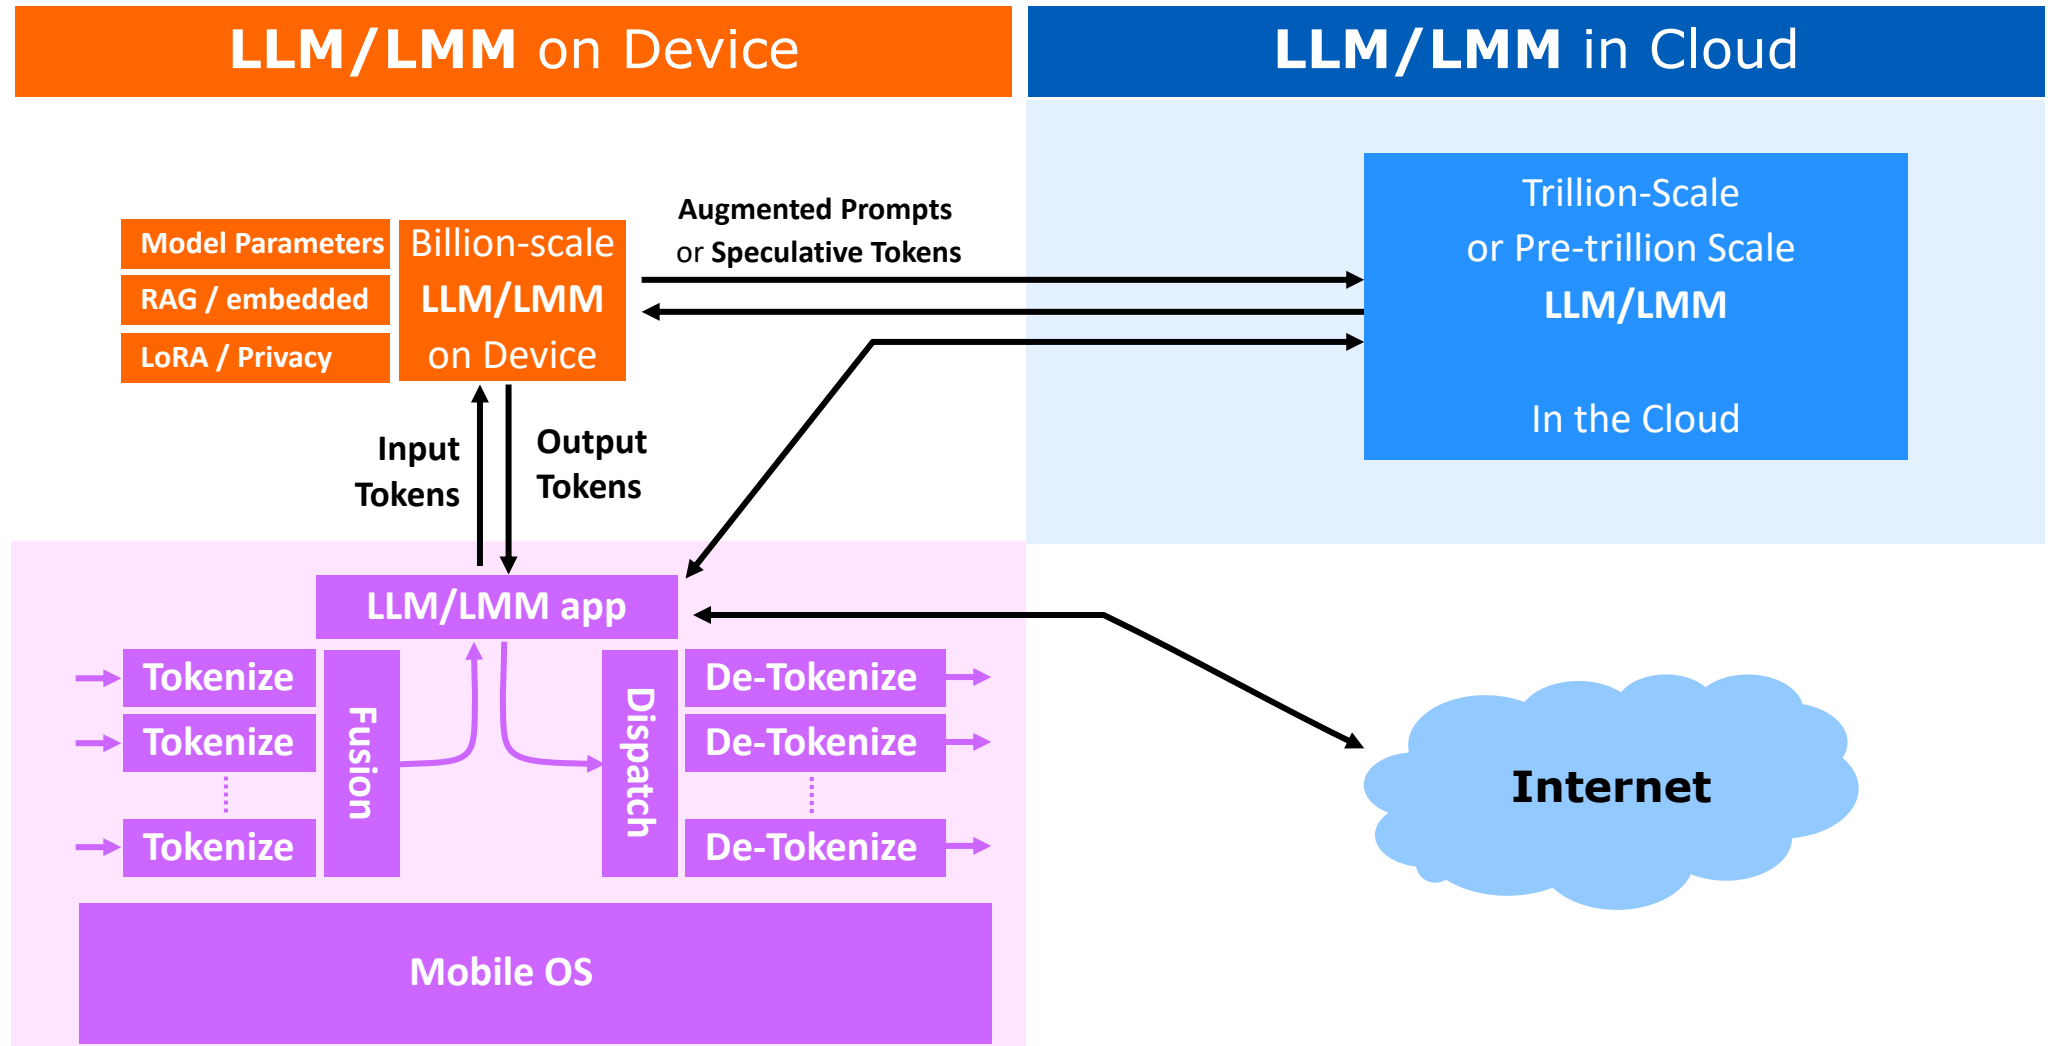 LLM/LMM on Device
LLM/LMM in Cloud
Model Parameters
RAG / embedded
LoRA / Privacy
Billion-scale
LLM/LMM
on Device
Augmented Prompts
or Speculative Tokens
Trillion-Scale
or Pre-trillion Scale
LLM/LMM
In the Cloud
Input
Tokens
Output
Tokens
LLM/LMM app
Tokenize
Tokenize
Tokenize
Fusion
Dispatch
De-Tokenize
De-Tokenize
De-Tokenize
Mobile OS
Internet